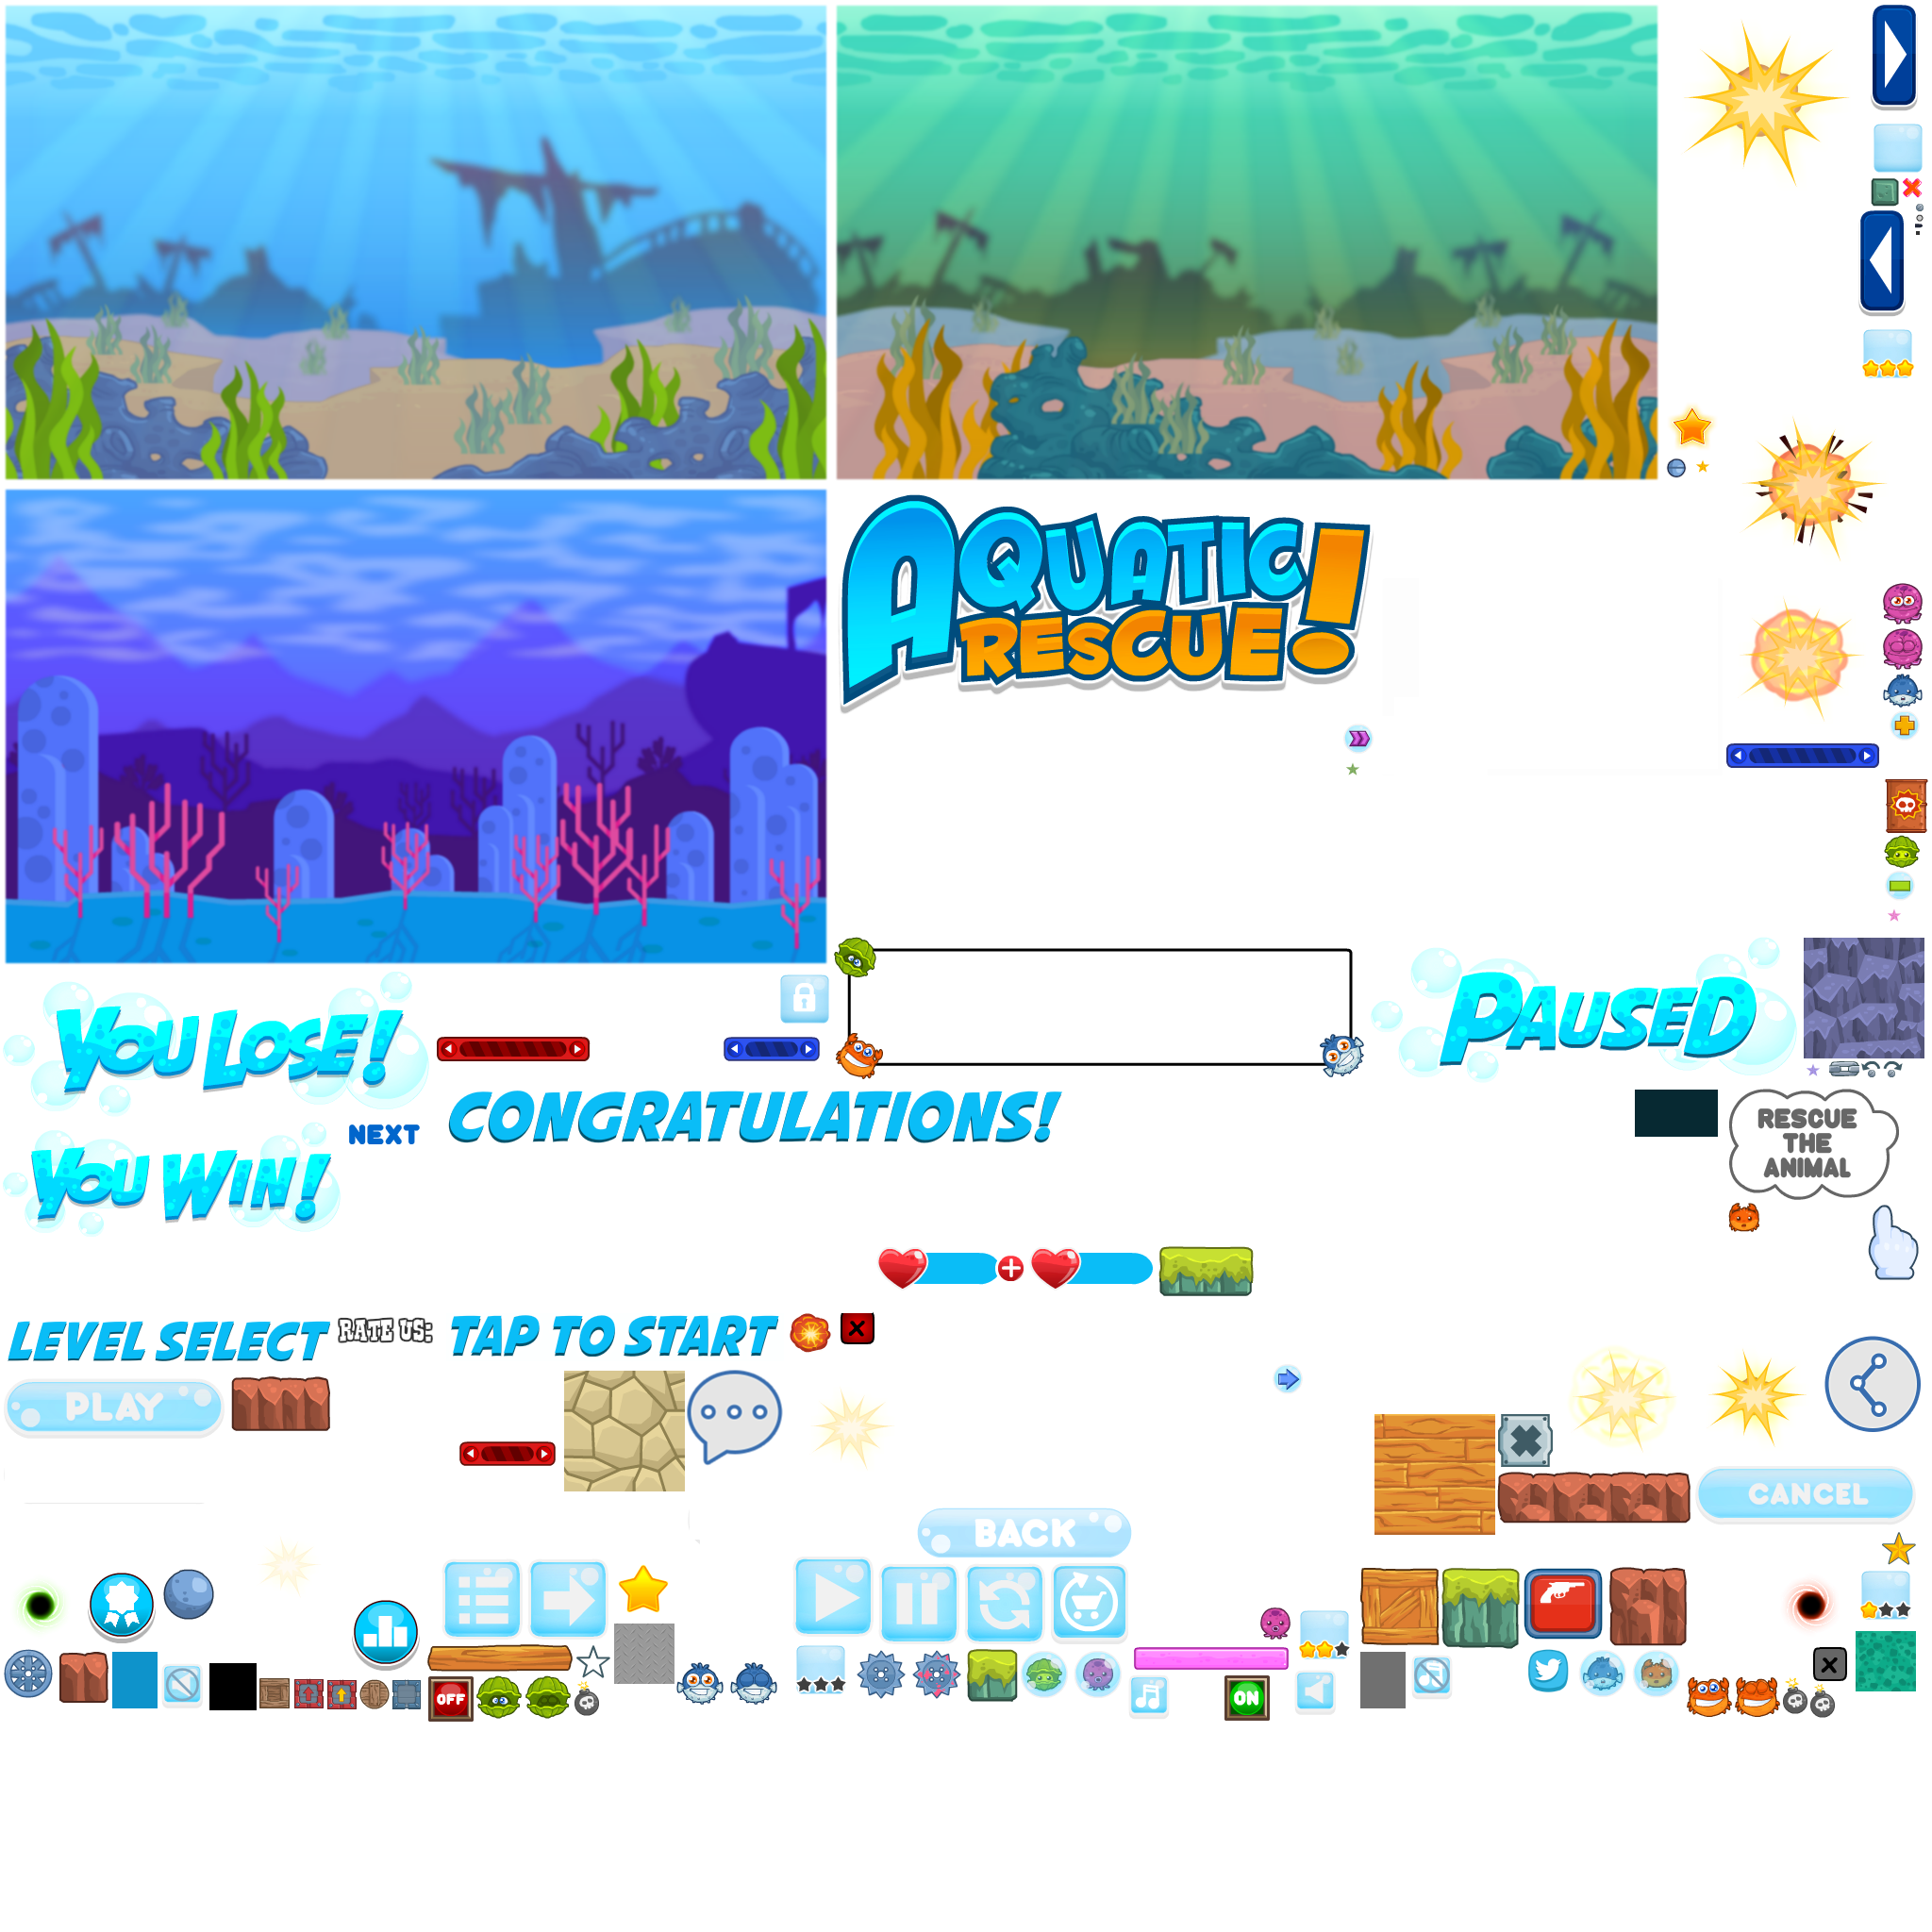 AQUATIC
RESCUE!
YOU LOSE!
PAUSED
CONGRATULATIONS!
NEXT
YOU WIN!
RESCUE
THE
ANIMAL
LEVEL SELECT
RATE US:
TAP TO START
PLAY
CANCEL
BACK
OFF
ON